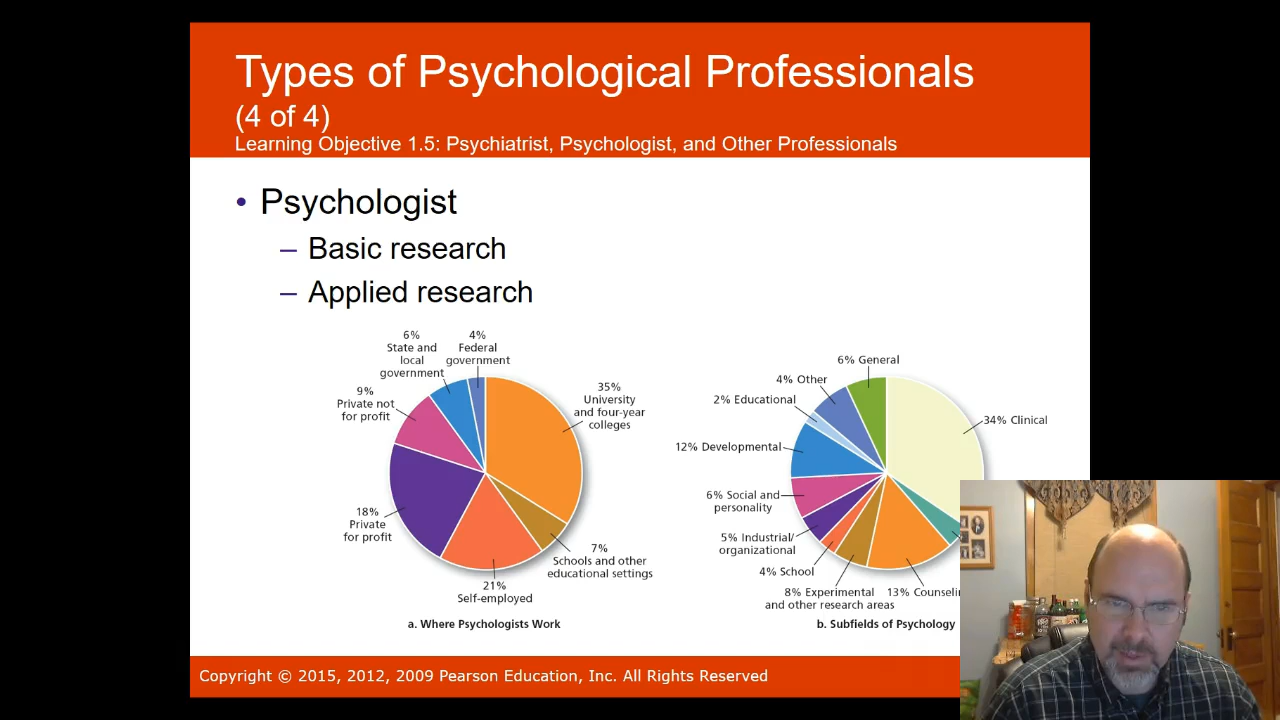 Types of Psychological Professionals
(4 of 4)
Learning Objective 1.5: Psychiatrist, Psychologist, and Other Professionals
• Psychologist
– Basic research
– Applied research
6%
State and
local
government
4%
Federal
government
9%
Private not
for profit
35%
University
and four-year
colleges
18%
Private
for profit
7%
Schools and other
educational settings
21%
Self-employed
a. Where Psychologists Work
6% General
4% Other
2% Educational
34% Clinical
12% Developmental
6% Social and
personality
5% Industrial/
organizational
4% School
8% Experimental
and other research areas
13% Counselin
b. Subfields of Psychology
Copyright © 2015, 2012, 2009 Pearson Education, Inc. All Rights Reserved